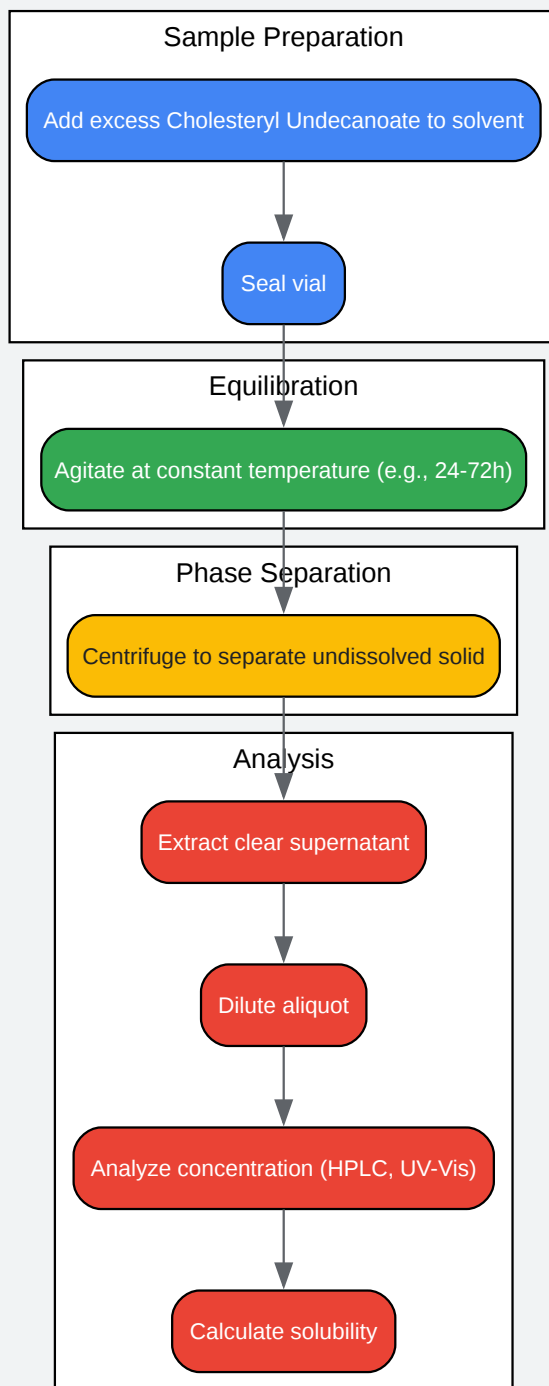 Sample Preparation
Add excess Cholesteryl Undecanoate to solvent
Seal vial
Equilibration
Agitate at constant temperature (e.g., 24-72h)
Phase Separation
Centrifuge to separate undissolved solid
Analysis
Extract clear supernatant
Dilute aliquot
Analyze concentration (HPLC, UV-Vis)
Calculate solubility